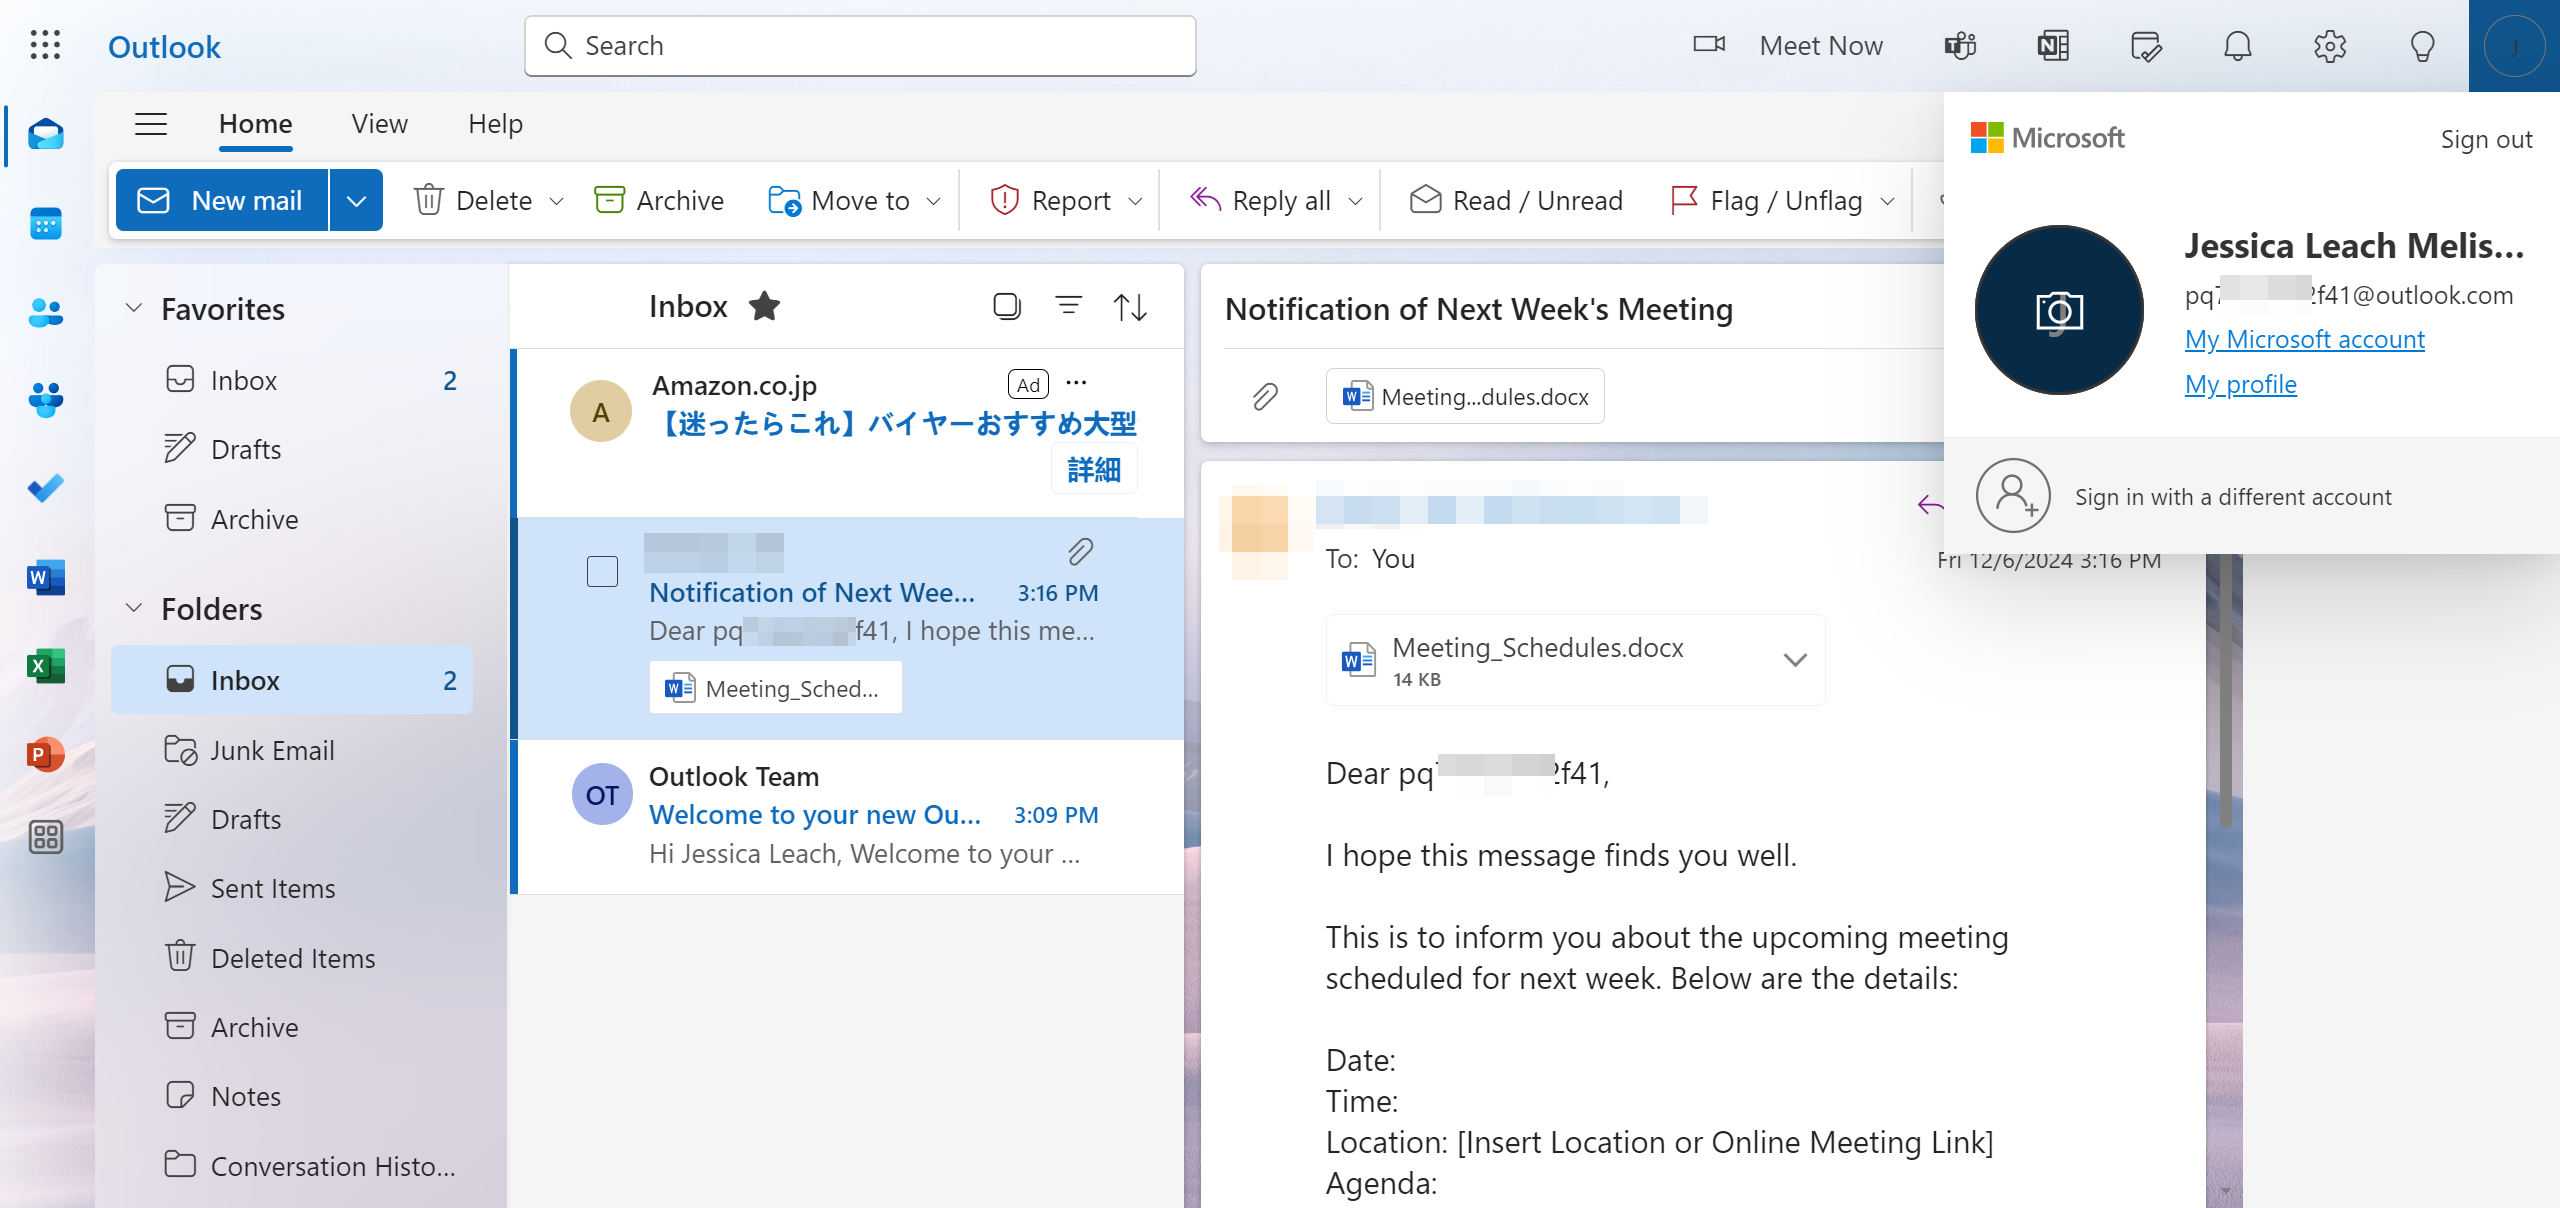 Outlook
Search
Meet Now
J
Home
View
Help
New mail
Delete
Archive
Move to
Report
Reply all
Read / Unread
Flag / Unflag
Microsoft
Sign out
Jessica Leach Melis...
f41@outlook.com
My Microsoft account
My profile
Sign in with a different account
Favorites
Inbox 2
Drafts
Archive
Folders
Inbox 2
Junk Email
Drafts
Sent Items
Deleted Items
Archive
Notes
Conversation Histo...
Inbox
A
Amazon.co.jp
Ad
【迷ったらこれ】バイヤーおすすめ大型
詳細
Notification of Next Wee... 3:16 PM
Dear pq f41, I hope this me...
Meeting_Sched...
OT
Outlook Team
Welcome to your new Ou... 3:09 PM
Hi Jessica Leach, Welcome to your ...
Notification of Next Week's Meeting
Meeting...dules.docx
To: You
Fri 12/6/2024 3:16 PM
Meeting_Schedules.docx
14 KB
Dear pq f41,
I hope this message finds you well.
This is to inform you about the upcoming meeting
scheduled for next week. Below are the details:
Date:
Time:
Location: [Insert Location or Online Meeting Link]
Agenda: